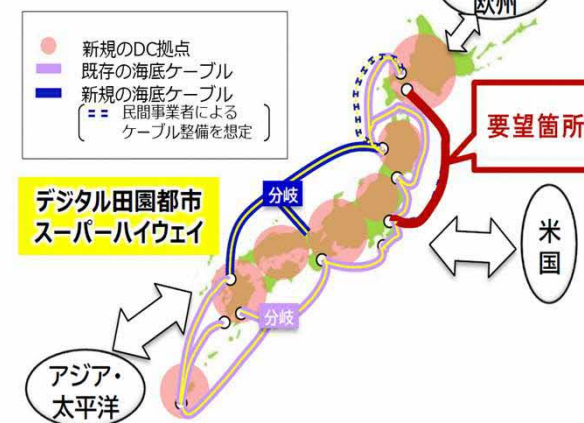 欧州
新規のDC拠点
既存の海底ケーブル
新規の海底ケーブル
民間事業者による
ケーブル整備を想定
要望箇所
分岐
デジタル田園都市
スーパーハイウェイ
米
国
分岐
アジア・
太平洋